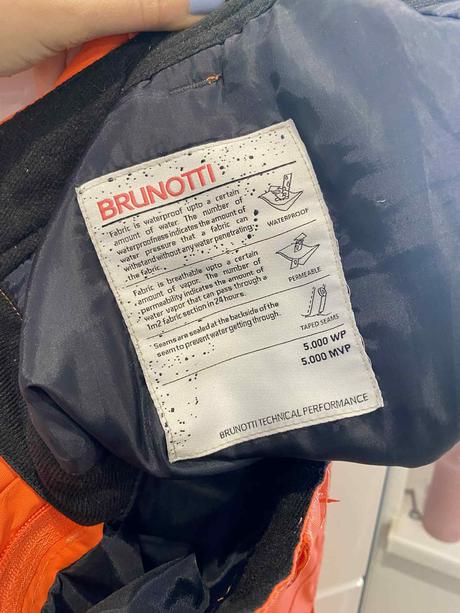 BRUNOTTI
Fabric is waterproof upto a certain
amount of water. The number of
waterproofness indicates the amount of
water pressure that a fabric can
withstand without any water penetrating
the fabric.
WATERPROOF
Fabric is breathable upto a certain
amount of vapor. The number of
permeability indicates the amount of
water vapor that can pass through a
1m2 fabric section in 24 hours.
PERMEABLE
Seams are sealed at the backside of the
seam to prevent water getting through.
TAPED SEAMS
5.000 WP
5.000 MVP
BRUNOTTI TECHNICAL PERFORMANCE